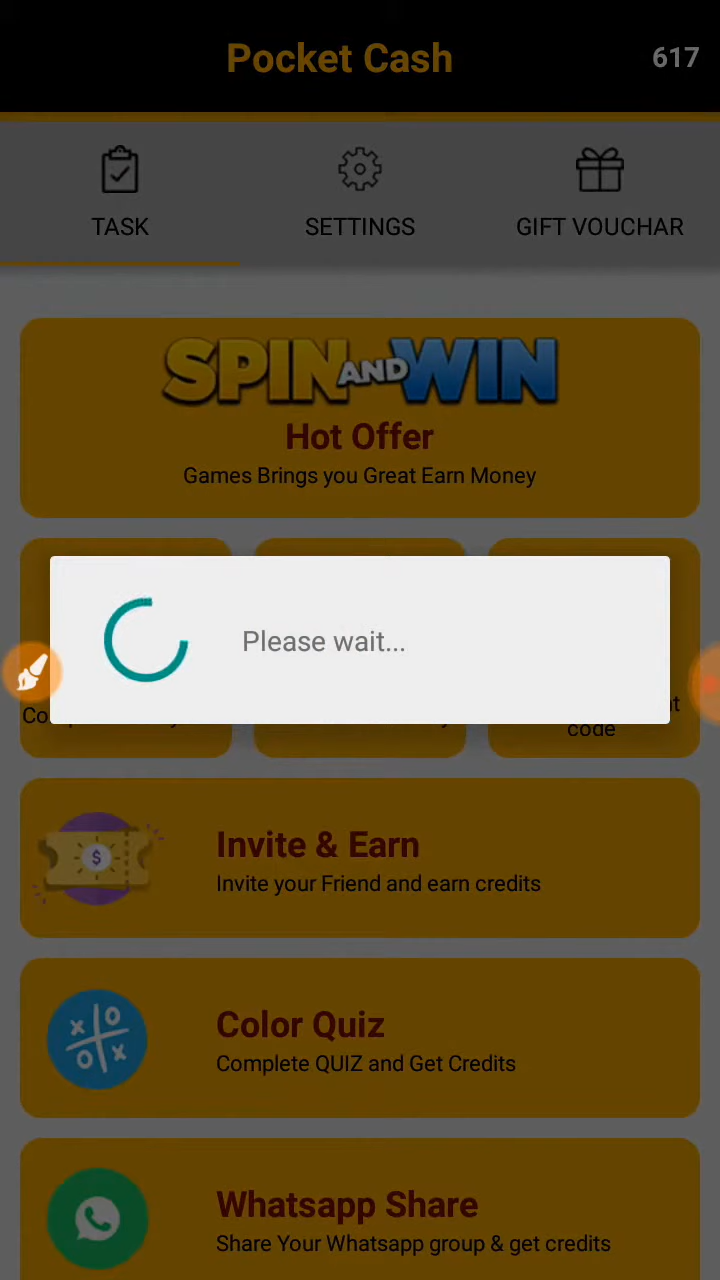 Pocket Cash
617
TASK
SETTINGS
GIFT VOUCHAR
SPIN AND WIN
Hot Offer
Games Brings you Great Earn Money
Please wait...
code
Invite & Earn
Invite your Friend and earn credits
Color Quiz
Complete QUIZ and Get Credits
Whatsapp Share
Share Your Whatsapp group & get credits